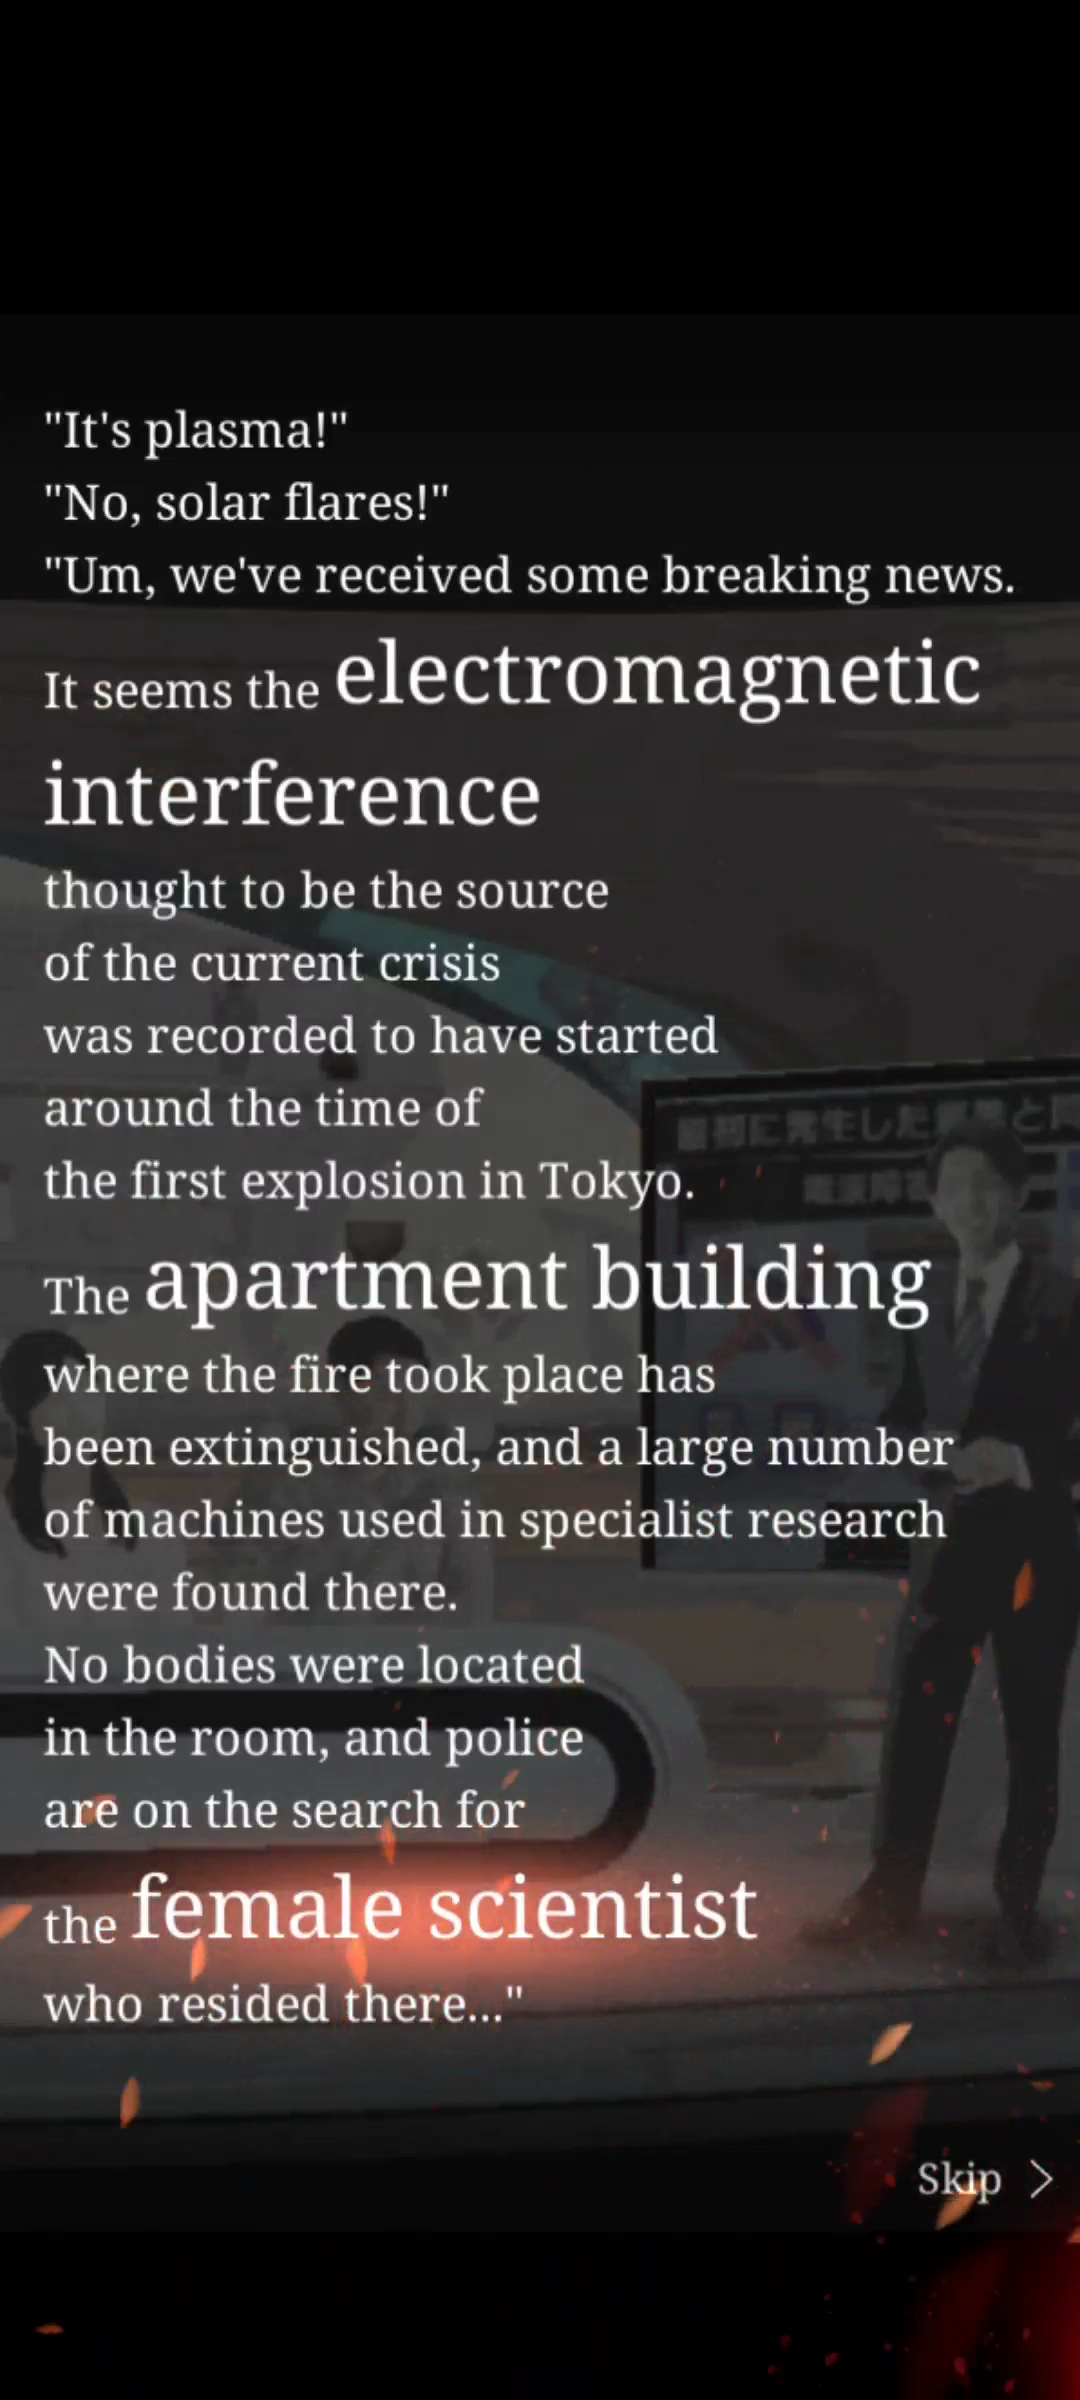 "It's plasma!"
"No, solar flares!"
"Um, we've received some breaking news.
It seems the electromagnetic
interference
thought to be the source
of the current crisis
was recorded to have started
around the time of
the first explosion in Tokyo.
The apartment building
where the fire took place has
been extinguished, and a large number
of machines used in specialist research
were found there.
No bodies were located
in the room, and police
are on the search for
the female scientist
who resided there..."
Skip >